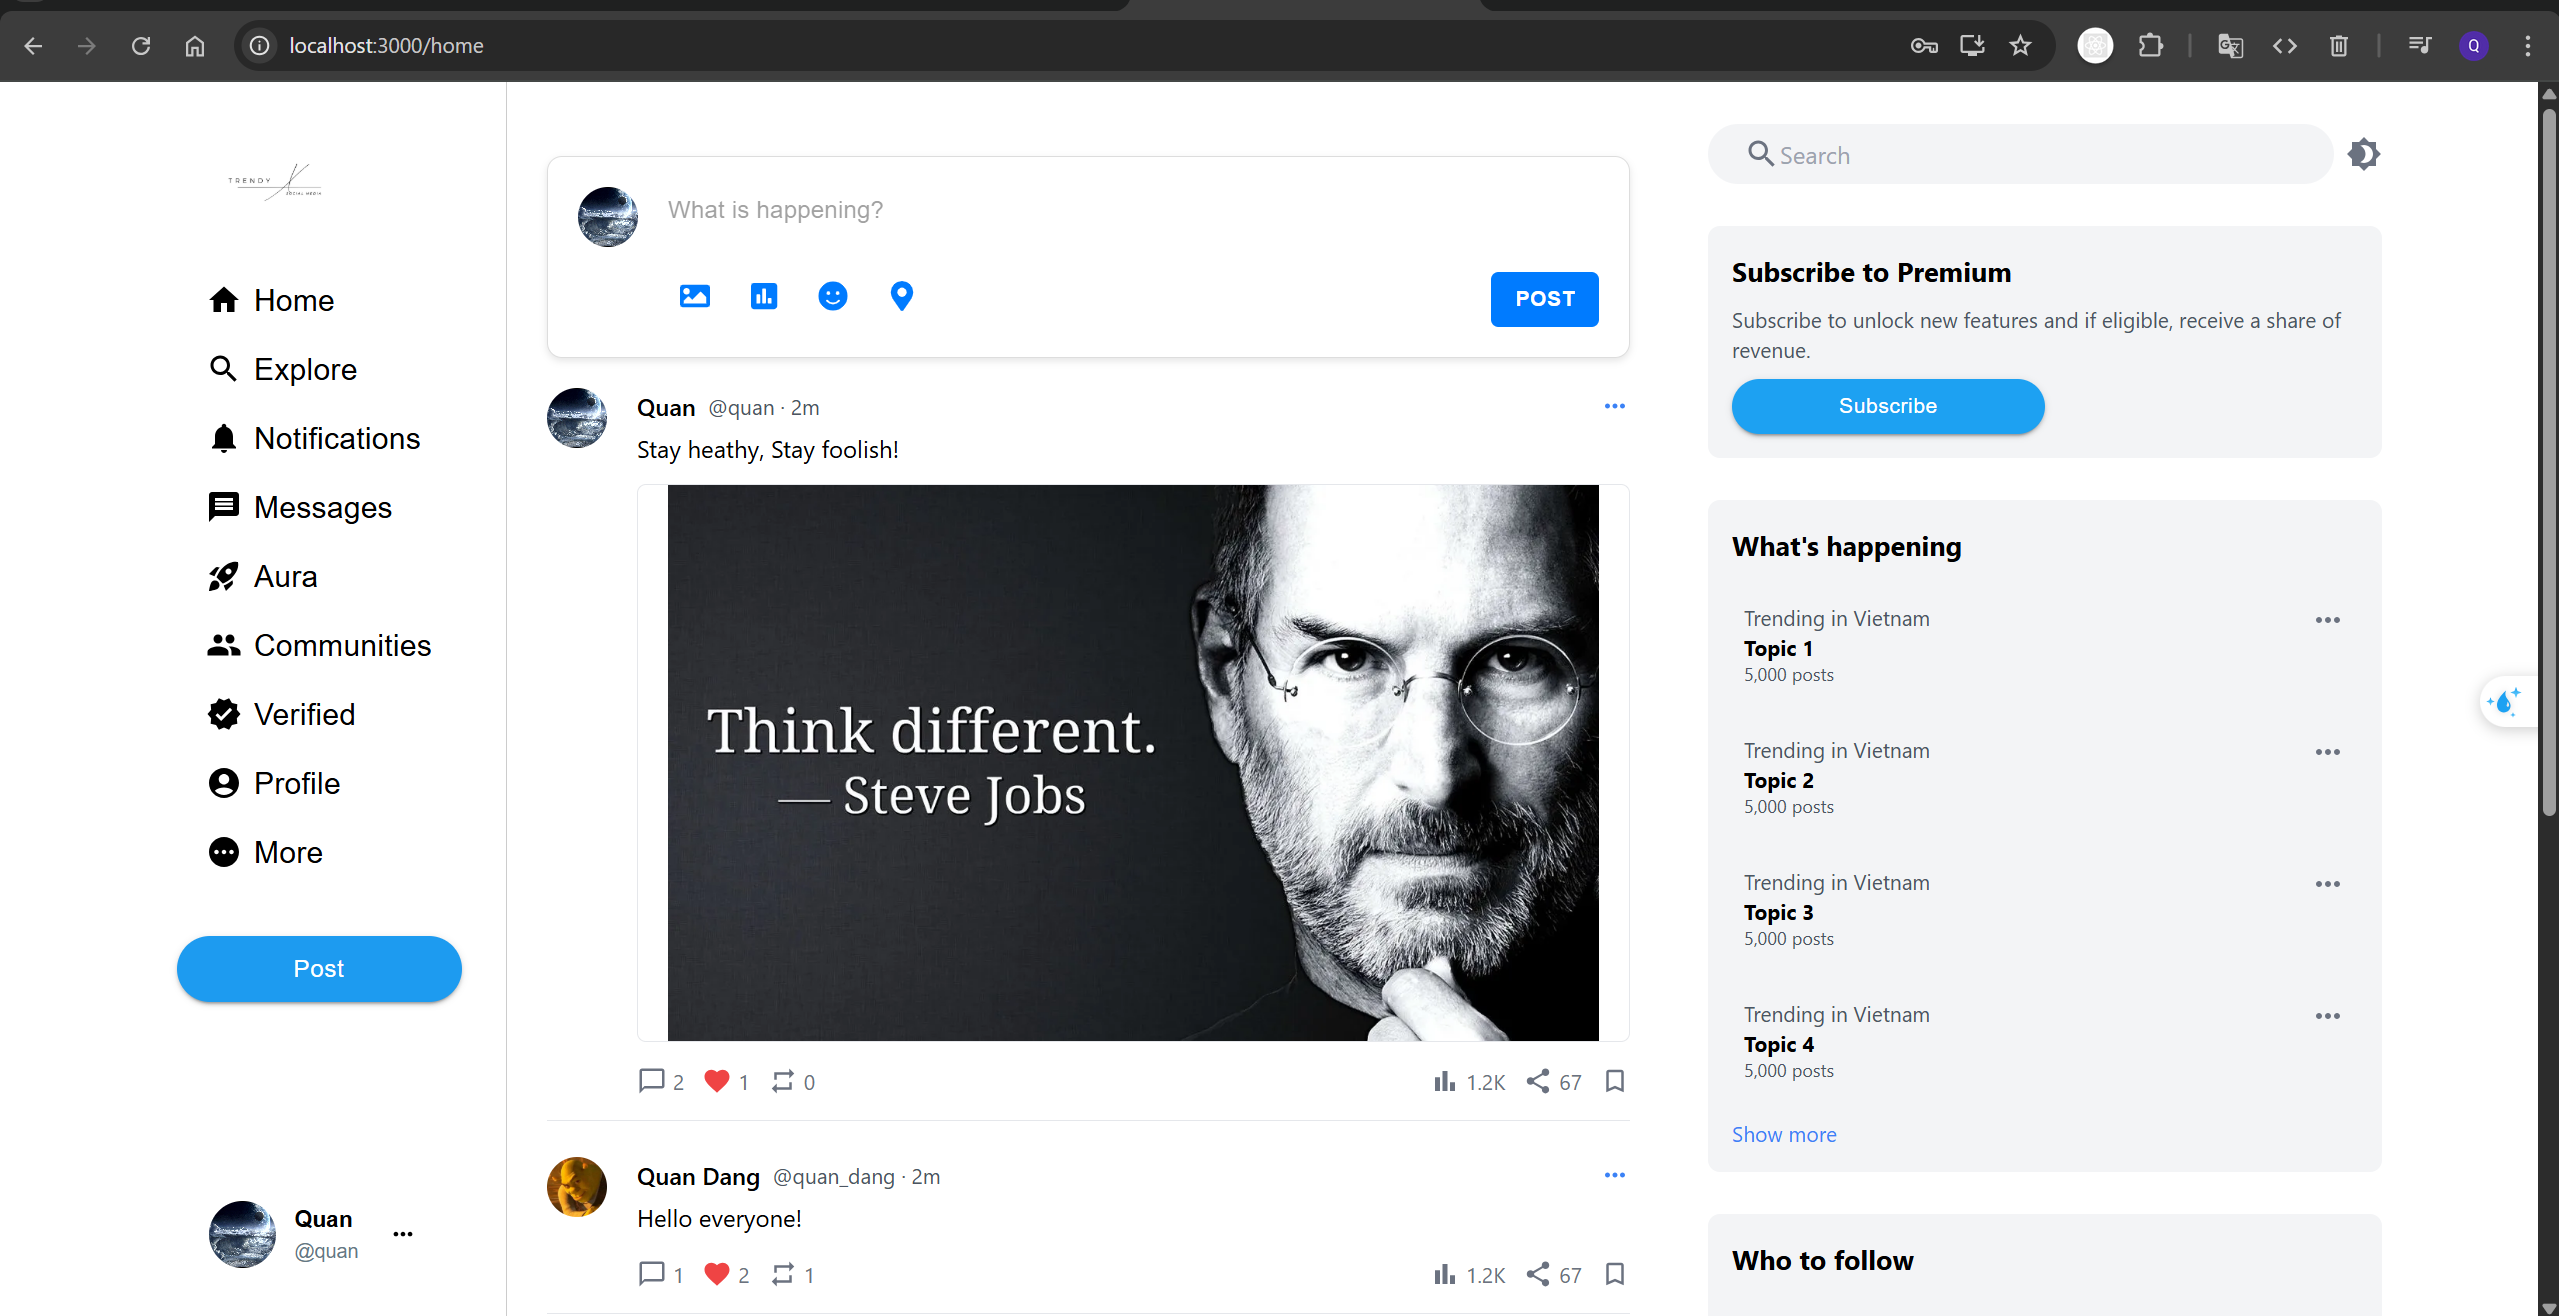 localhost:3000/home
Q
TRENDY
SOCIAL MEDIA
Home
Explore
Notifications
Messages
Aura
Communities
Verified
Profile
More
Post
Quan
@quan
What is happening?
POST
Quan @quan · 2m
Stay heathy, Stay foolish!
Think different.
— Steve Jobs
2 1 0 1.2K 67
Quan Dang @quan_dang · 2m
Hello everyone!
1 2 1 1.2K 67
Search
Subscribe to Premium
Subscribe to unlock new features and if eligible, receive a share of
revenue.
Subscribe
What's happening
Trending in Vietnam
Topic 1
5,000 posts
Trending in Vietnam
Topic 2
5,000 posts
Trending in Vietnam
Topic 3
5,000 posts
Trending in Vietnam
Topic 4
5,000 posts
Show more
Who to follow